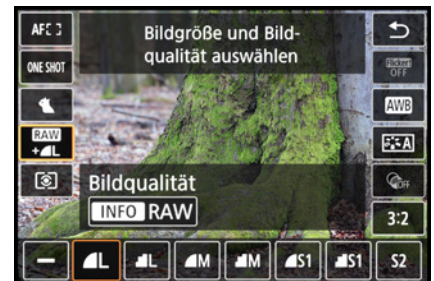 AF
Bildgröße und Bild-
qualität auswählen
ONE SHOT
Flicker!
OFF
AWB
RAW
+L
A
Bildqualität
INFO RAW
OFF
3:2
L
L
M
M
S1
S1
S2